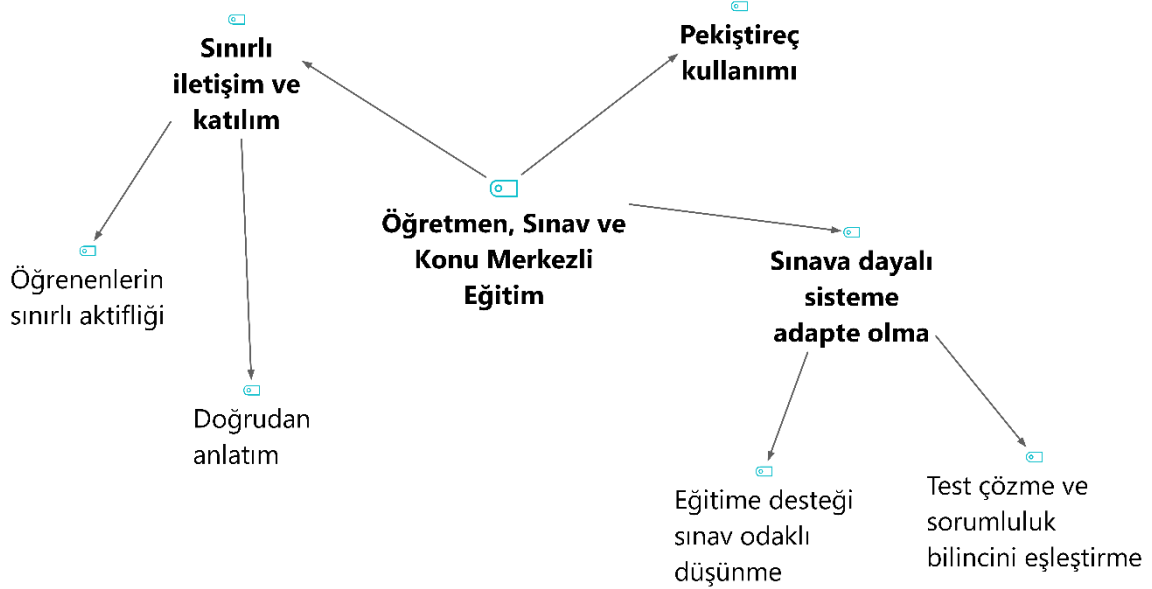 Sınırlı
iletişim ve
katılım
Pekiştireç
kullanımı
Öğretmen, Sınav ve
Konu Merkezli
Eğitim
Öğrenenlerin
sınırlı aktifliği
Sınava dayalı
sisteme
adapte olma
Doğrudan
anlatım
Eğitime desteği
sınav odaklı
düşünme
Test çözme ve
sorumluluk
bilincini eşleştirme